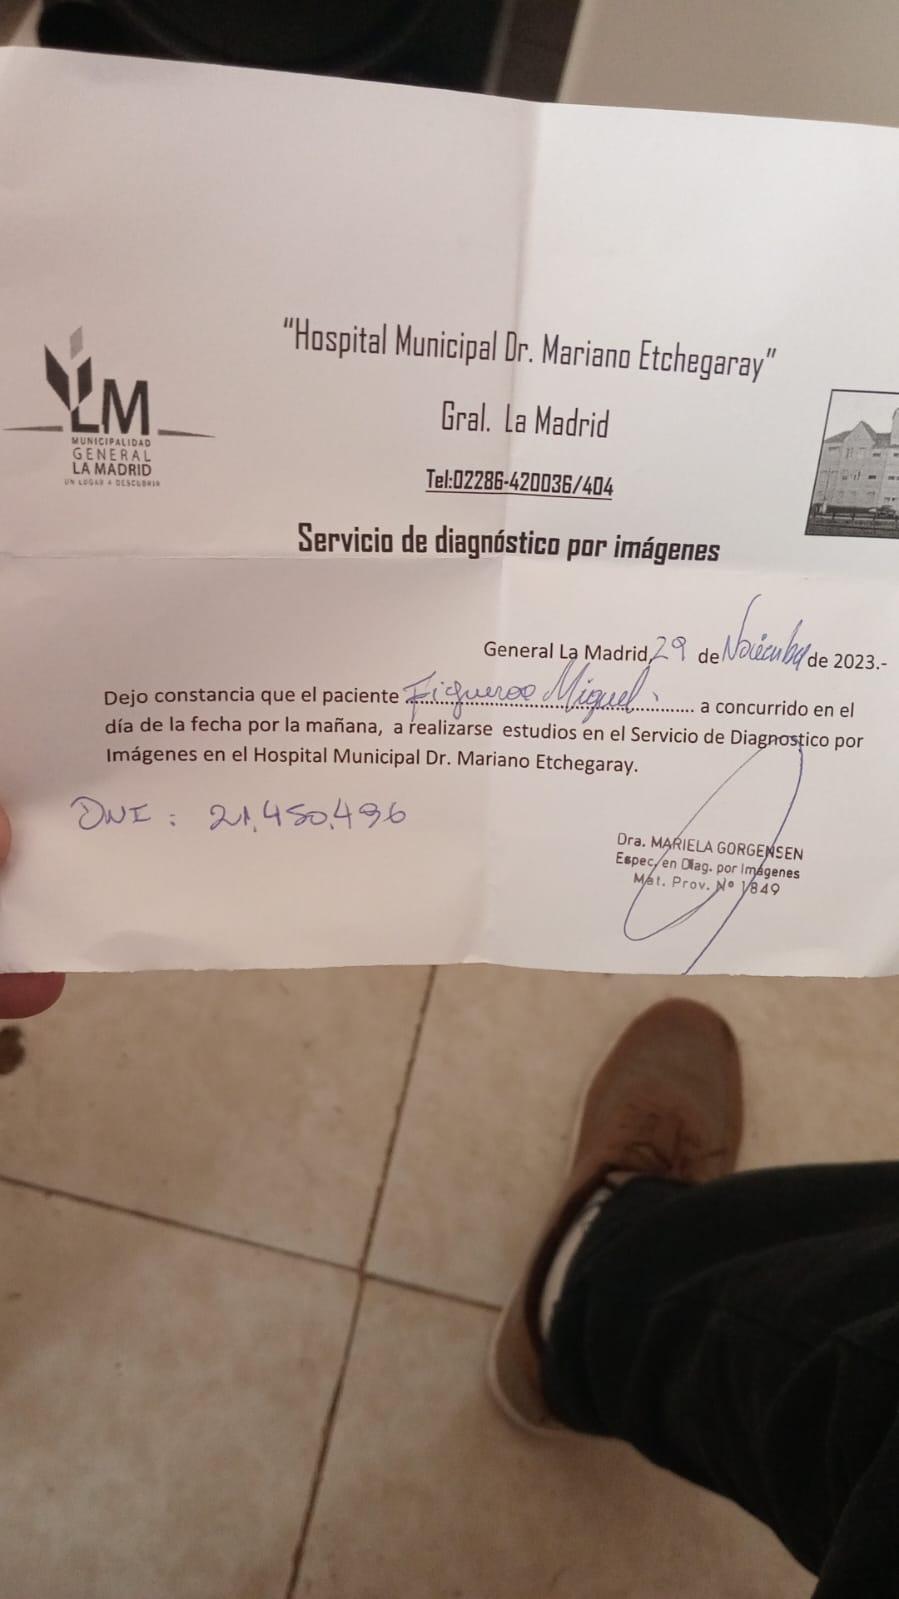 "Hospital Municipal Dr. Mariano Etchegaray"
Gral. La Madrid
Tel:02286-420036/404
Servicio de diagnóstico por imágenes
LM
MUNICIPALIDAD
GENERAL
LA MADRID
UN LUGAR A DESCUBRIR
General La Madrid, 29 de Noviembre de 2023.-
Dejo constancia que el paciente Figueroa Miguel. a concurrido en el
día de la fecha por la mañana, a realizarse estudios en el Servicio de Diagnostico por
Imágenes en el Hospital Municipal Dr. Mariano Etchegaray.
DNI : 21.450.496
Dra. MARIELA GORGENSEN
Espec. en Diag. por Imágenes
Mat. Prov. Nº 1849